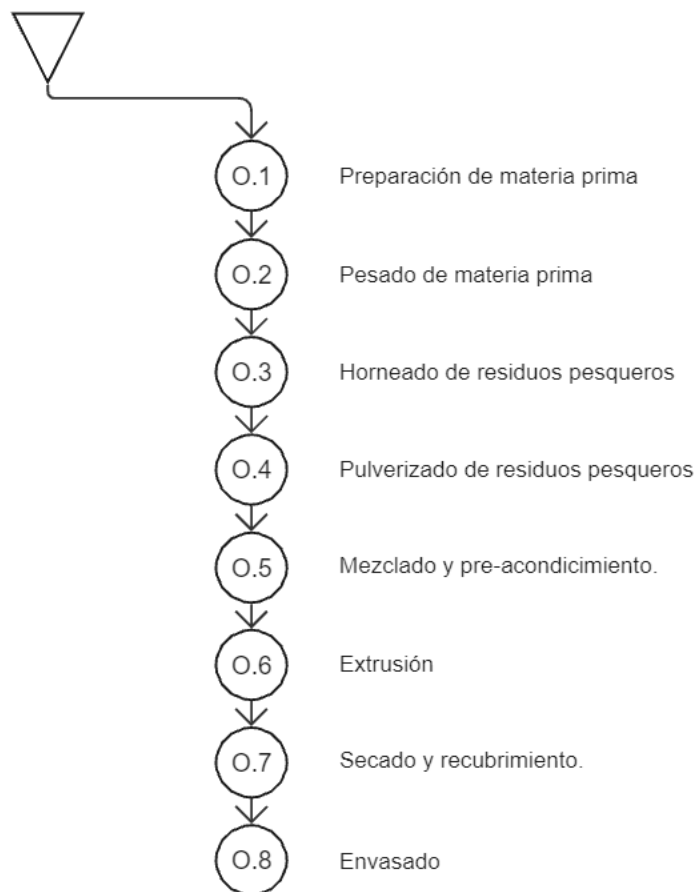 O.1 Preparación de materia prima
O.2 Pesado de materia prima
O.3 Horneado de residuos pesqueros
O.4 Pulverizado de residuos pesqueros
O.5 Mezclado y pre-acondicimiento.
O.6 Extrusión
O.7 Secado y recubrimiento.
O.8 Envasado